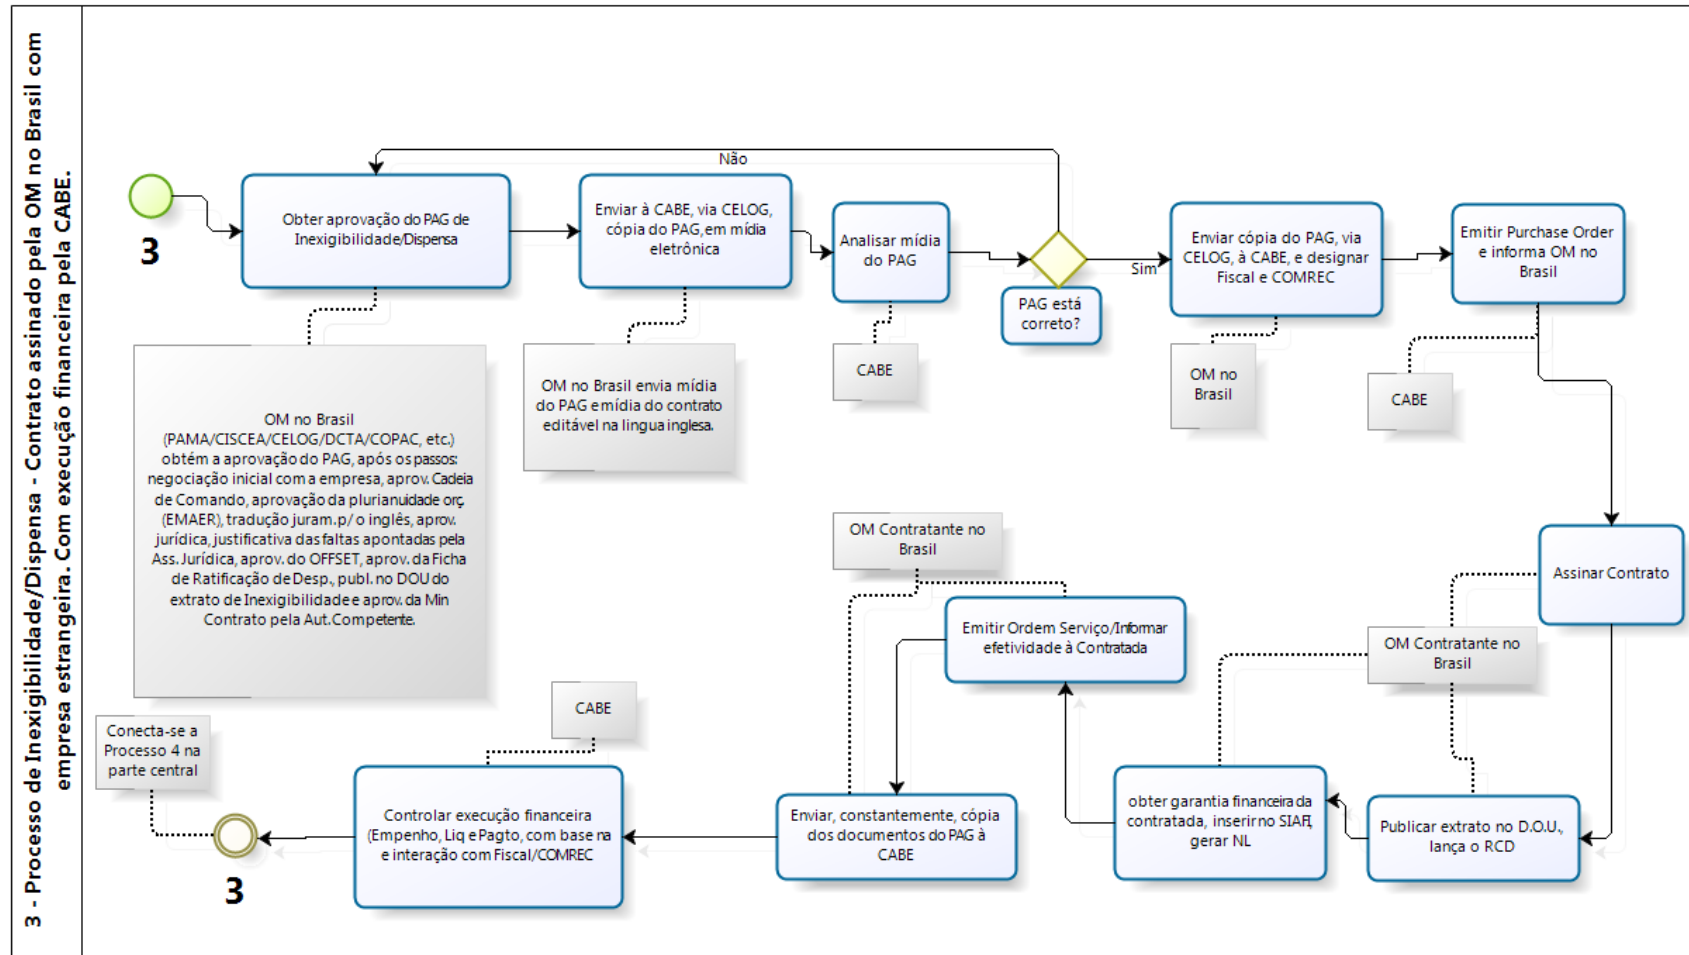 3 - Processo de Inexigibilidade/Dispensa - Contrato assinado pela OM no Brasil com
empresa estrangeira. Com execução financeira pela CABE.
3
Obter aprovação do PAG de
Inexigibilidade/Dispensa
Enviar à CABE, via CELOG,
cópia do PAG, em mídia
eletrônica
Analisar mídia
do PAG
Não
Sim
PAG está
correto?
Enviar cópia do PAG, via
CELOG, à CABE, e designar
Fiscal e COMREC
Emitir Purchase Order
e informa OM no
Brasil
OM no Brasil
(PAMA/CISCEA/CELOG/DCTA/COPAC, etc.)
obtém a aprovação do PAG, após os passos:
negociação inicial com a empresa, aprov. Cadeia
de Comando, aprovação da plurianuidade orç.
(EMAER), tradução juram.p/ o inglês, aprov.
jurídica, justificativa das faltas apontadas pela
Ass. Jurídica, aprov. do OFFSET, aprov. da Ficha
de Ratificação de Desp., publ. no DOU do
extrato de Inexigibilidade e aprov. da Min
Contrato pela Aut.Competente.
OM no Brasil envia mídia
do PAG e mídia do contrato
editável na lingua inglesa.
CABE
OM no
Brasil
CABE
Assinar Contrato
OM Contratante no
Brasil
OM Contratante no
Brasil
Emitir Ordem Serviço/Informar
efetividade à Contratada
Publicar extrato no D.O.U.,
lança o RCD
obter garantia financeira da
contratada, inserir no SIAFI,
gerar NL
Enviar, constantemente, cópia
dos documentos do PAG à
CABE
CABE
Controlar execução financeira
(Empenho, Liq e Pagto, com base na
e interação com Fiscal/COMREC
Conecta-se a
Processo 4 na
parte central
3